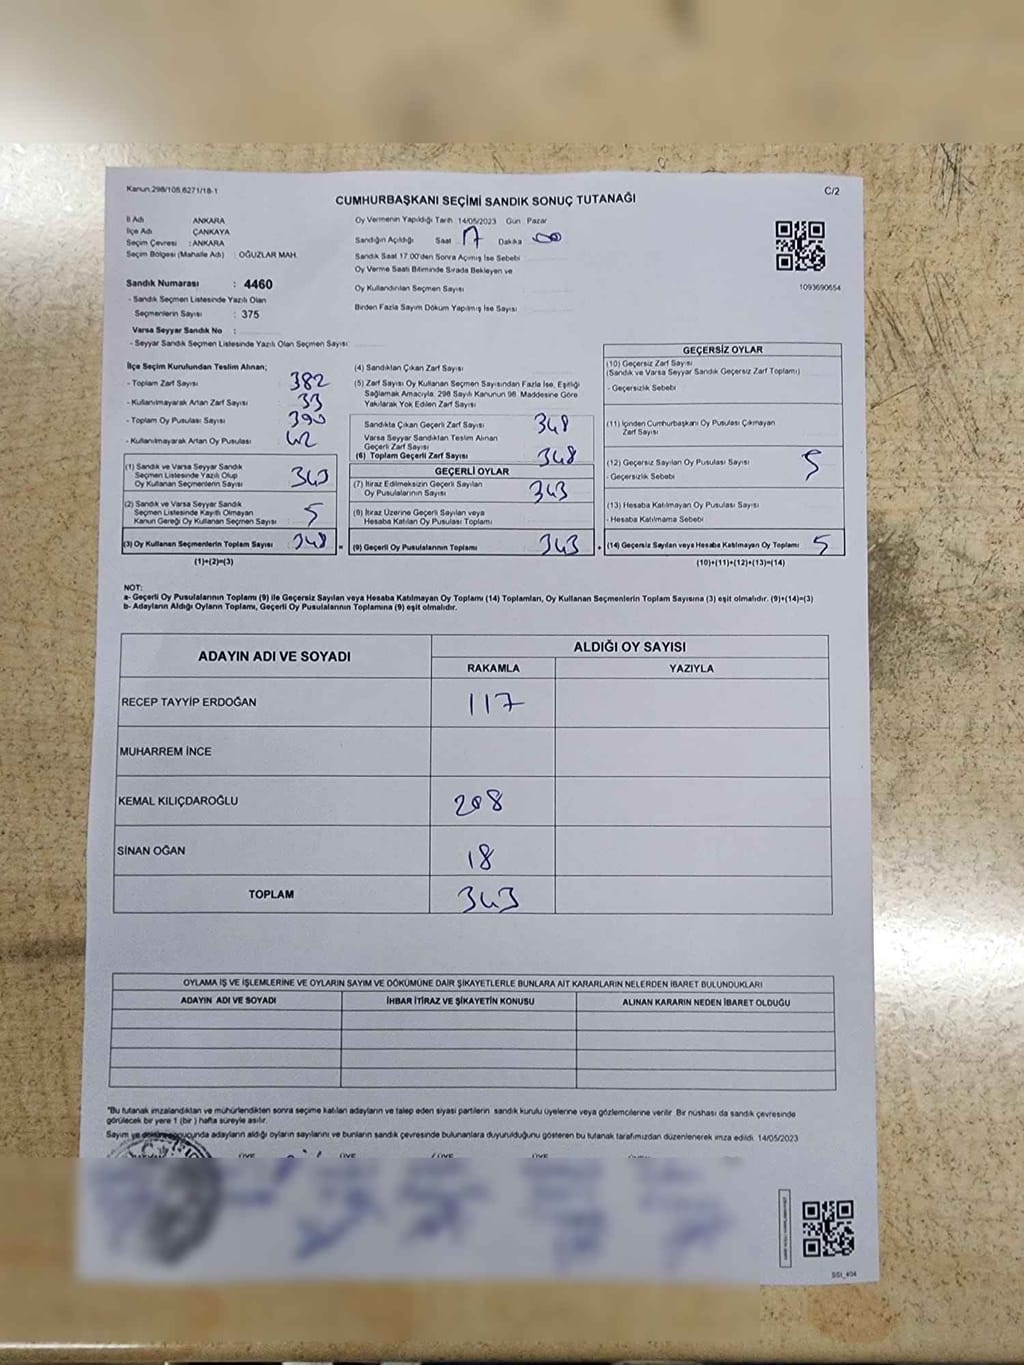 Kanun.298/105,6271/18-1
C/2
CUMHURBAŞKANI SEÇİMİ SANDIK SONUÇ TUTANAĞI
İl Adı : ANKARA
İlçe Adı : ÇANKAYA
Seçim Çevresi : ANKARA
Seçim Bölgesi (Mahalle Adı) : OĞUZLAR MAH.
Sandık Numarası : 4460
- Sandık Seçmen Listesinde Yazılı Olan
Seçmenlerin Sayısı : 375
Varsa Seyyar Sandık No :
- Seyyar Sandık Seçmen Listesinde Yazılı Olan Seçmen Sayısı:
Oy Vermenin Yapıldığı Tarih 14/05/2023 Gün : Pazar
Sandığın Açıldığı Saat 17 Dakika 00
Sandık Saat 17.00'den Sonra Açılmış İse Sebebi
Oy Verme Saati Bitiminde Sırada Bekleyen ve
Oy Kullandırılan Seçmen Sayısı
Birden Fazla Sayım Döküm Yapılmış İse Sayısı
1093690654
İlçe Seçim Kurulundan Teslim Alınan;
- Toplam Zarf Sayısı 382
- Kullanılmayarak Artan Zarf Sayısı 33
- Toplam Oy Pusulası Sayısı 390
- Kullanılmayarak Artan Oy Pusulası 42
(1) Sandık ve Varsa Seyyar Sandık
Seçmen Listesinde Yazılı Olup
Oy Kullanan Seçmenlerin Sayısı 343
(2) Sandık ve Varsa Seyyar Sandık
Seçmen Listesinde Kayıtlı Olmayan
Kanun Gereği Oy Kullanan Seçmen Sayısı 5
(3) Oy Kullanan Seçmenlerin Toplam Sayısı 348
(1)+(2)=(3)
(4) Sandıktan Çıkan Zarf Sayısı
(5) Zarf Sayısı Oy Kullanan Seçmen Sayısından Fazla İse, Eşitliği
Sağlamak Amacıyla, 298 Sayılı Kanunun 98. Maddesine Göre
Yakılarak Yok Edilen Zarf Sayısı
Sandıkta Çıkan Geçerli Zarf Sayısı 348
Varsa Seyyar Sandıktan Teslim Alınan
Geçerli Zarf Sayısı
(6) Toplam Geçerli Zarf Sayısı 348
GEÇERLİ OYLAR
(7) İtiraz Edilmeksizin Geçerli Sayılan
Oy Pusulalarının Sayısı 343
(8) İtiraz Üzerine Geçerli Sayılan veya
Hesaba Katılan Oy Pusulası Toplamı
= (9) Geçerli Oy Pusulalarının Toplamı 343
GEÇERSİZ OYLAR
(10) Geçersiz Zarf Sayısı
(Sandık ve Varsa Seyyar Sandık Geçersiz Zarf Toplamı)
- Geçersizlik Sebebi
(11) İçinden Cumhurbaşkanı Oy Pusulası Çıkmayan
Zarf Sayısı
(12) Geçersiz Sayılan Oy Pusulası Sayısı 5
- Geçersizlik Sebebi
(13) Hesaba Katılmayan Oy Pusulası Sayısı
- Hesaba Katılmama Sebebi
+ (14) Geçersiz Sayılan veya Hesaba Katılmayan Oy Toplamı 5
(10)+(11)+(12)+(13)=(14)
NOT:
a- Geçerli Oy Pusulalarının Toplamı (9) ile Geçersiz Sayılan veya Hesaba Katılmayan Oy Toplamı (14) Toplamları, Oy Kullanan Seçmenlerin Toplam Sayısına (3) eşit olmalıdır. (9)+(14)=(3)
b- Adayların Aldığı Oyların Toplamı, Geçerli Oy Pusulalarının Toplamına (9) eşit olmalıdır.
ADAYIN ADI VE SOYADI
ALDIĞI OY SAYISI
RAKAMLA YAZIYLA
RECEP TAYYİP ERDOĞAN 117
MUHARREM İNCE
KEMAL KILIÇDAROĞLU 208
SİNAN OĞAN 18
TOPLAM 343
OYLAMA İŞ VE İŞLEMLERİNE VE OYLARIN SAYIM VE DÖKÜMÜNE DAİR ŞİKAYETLERLE BUNLARA AİT KARARLARIN NELERDEN İBARET BULUNDUKLARI
ADAYIN ADI VE SOYADI İHBAR İTİRAZ VE ŞİKAYETİN KONUSU ALINAN KARARIN NEDEN İBARET OLDUĞU
*Bu tutanak imzalandıktan ve mühürlendikten sonra seçime katılan adayların ve talep eden siyasi partilerin sandık kurulu üyelerine veya gözlemcilerine verilir. Bir nüshası da sandık çevresinde
görülecek bir yere 1 (bir) hafta süreyle asılır.
Sayım ve dökümü sonucunda adayların aldığı oyların sayılarını ve bunların sandık çevresinde bulunanlara duyurulduğunu gösteren bu tutanak tarafımızdan düzenlenerek imza edildi. 14/05/2023
ÜYE ÜYE ÜYE ÜYE
SSt_404